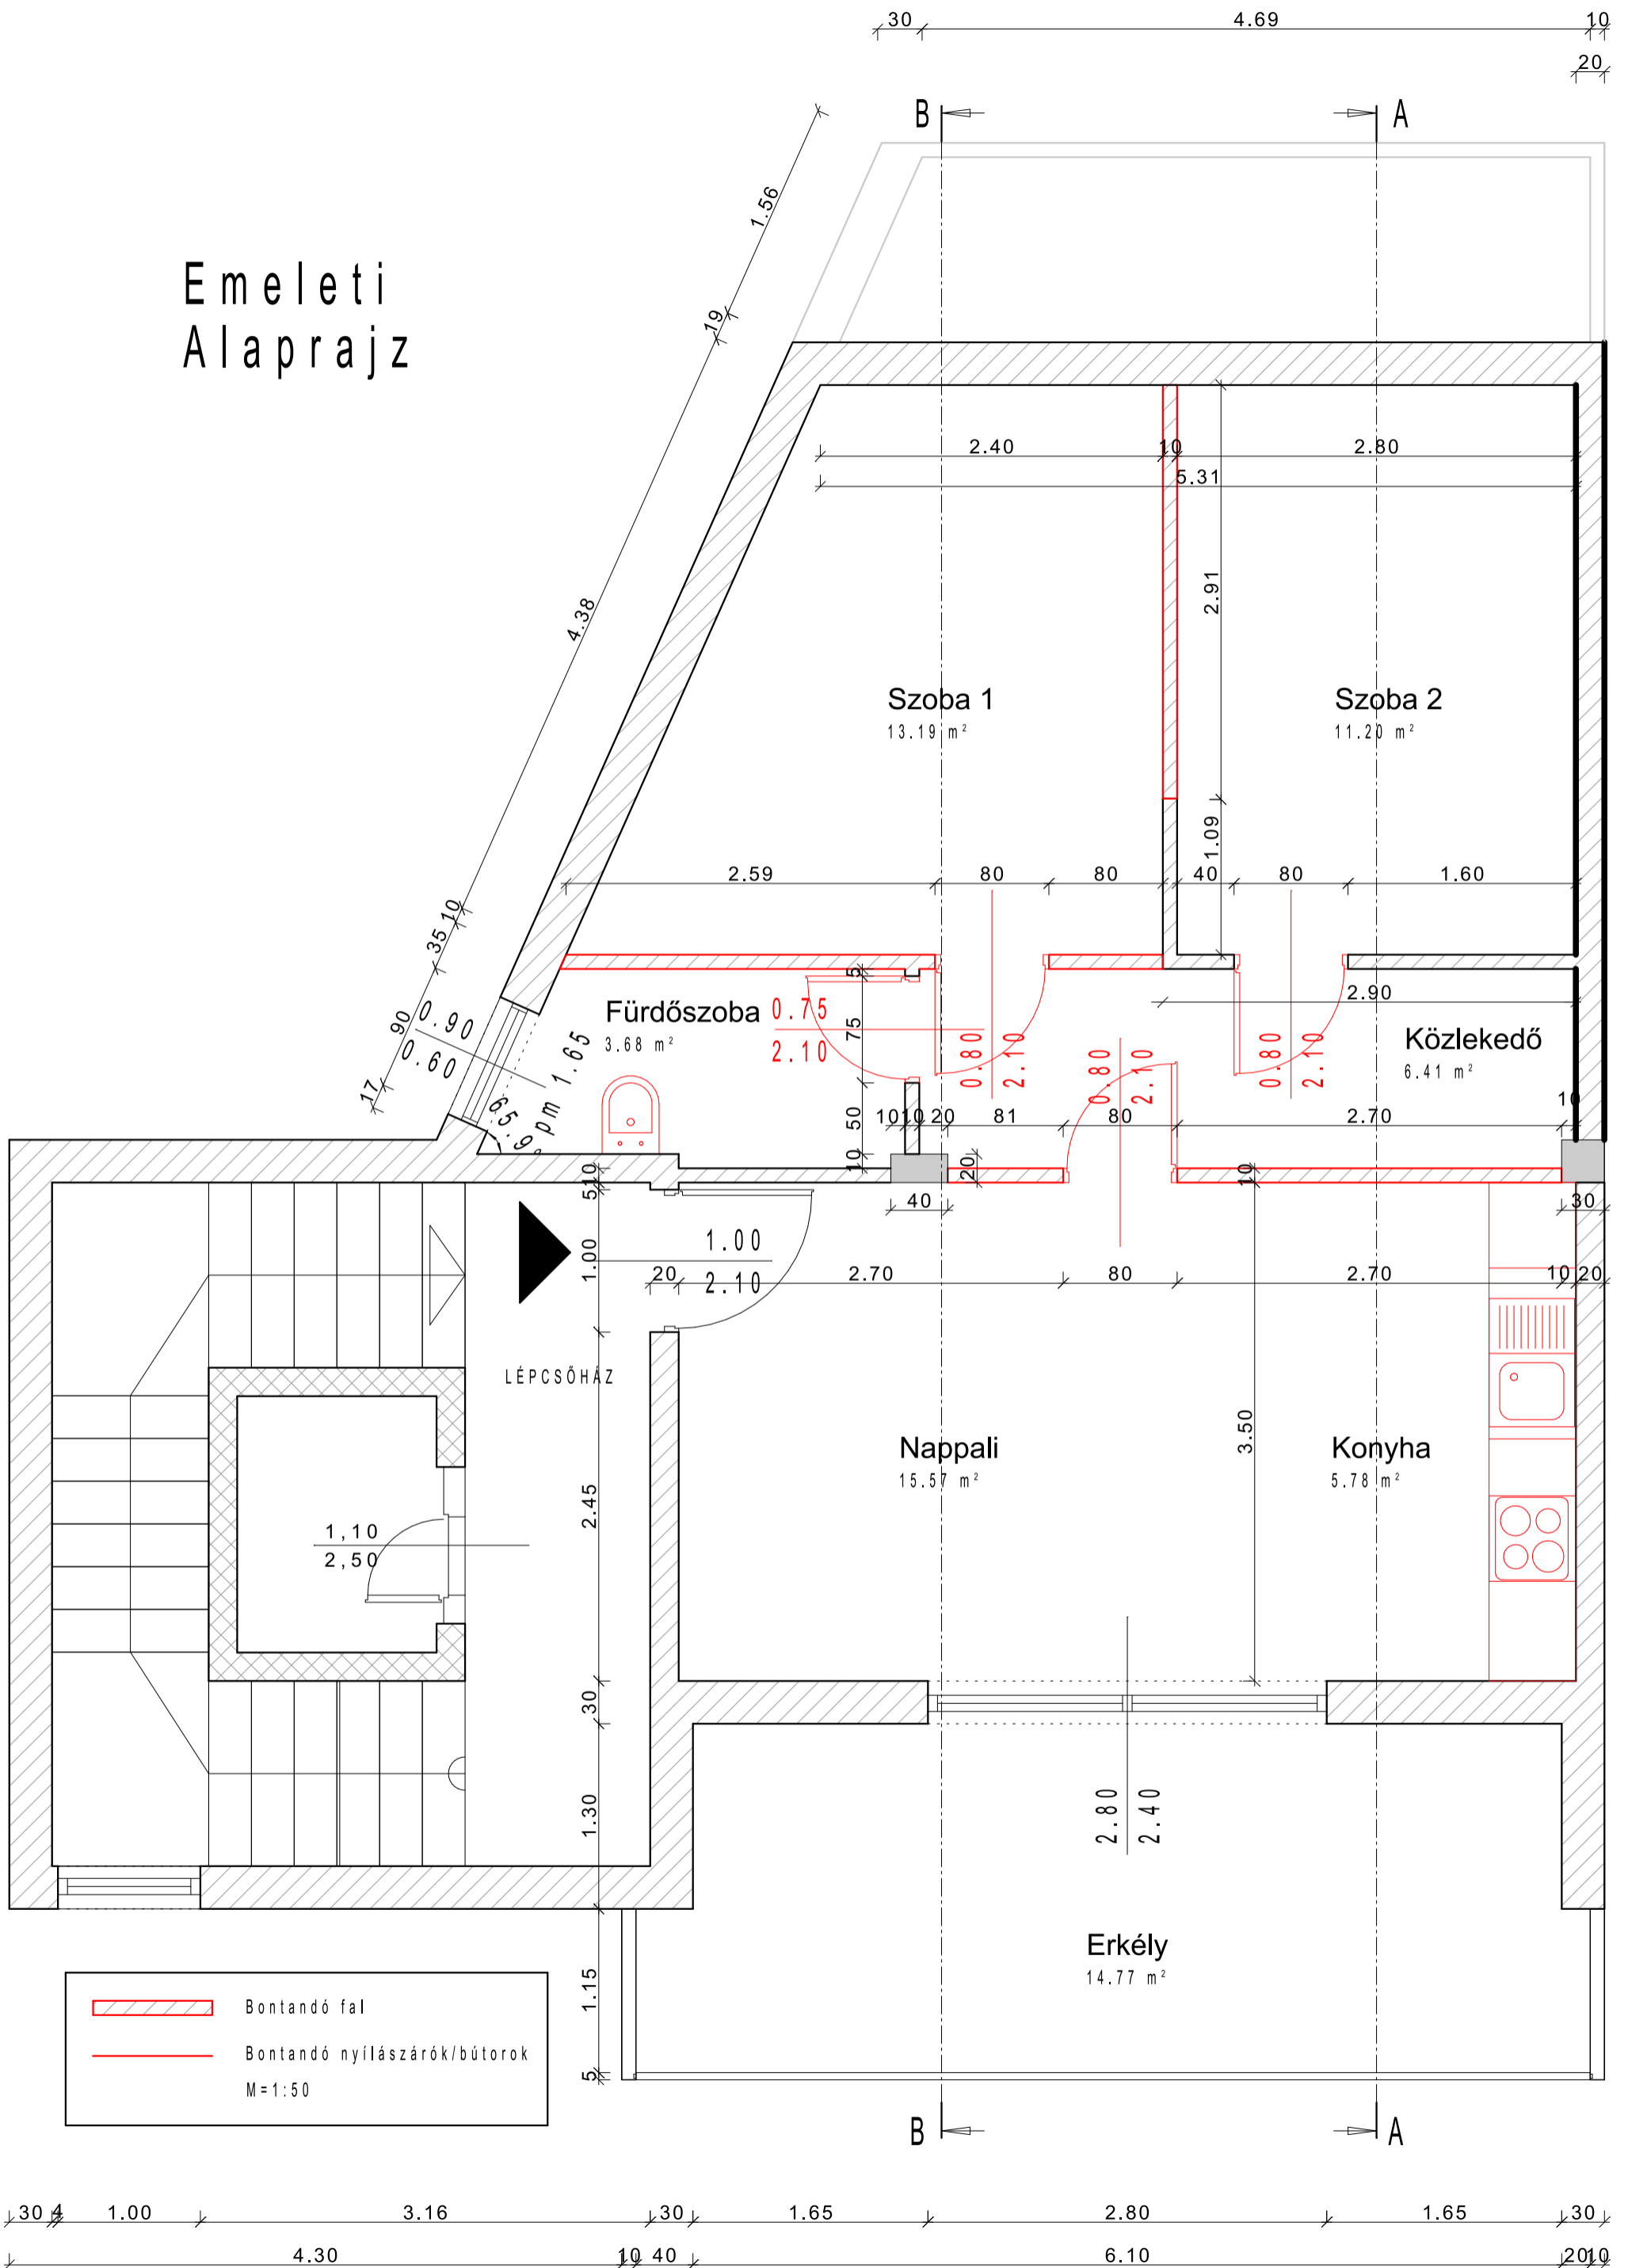 30 4.69 10
20
B A
1.56
Emeleti
Alaprajz
19
2.40 10 2.80
5.31
2.91
4.38
Szoba 1
13.19 m²
Szoba 2
11.20 m²
1.09
2.59 80 80 40 80 1.60
10
35
90
17
0.90
0.60
pm 1.65
Fürdőszoba
3.68 m²
0.75
2.10
5
75
50
10
0.80
2.10
0.80
2.10
0.80
2.10
2.90
Közlekedő
6.41 m²
10 10 20 81 80 2.70 10
10
5
20
10
40
30
1.00
1.00
2.10
20 2.70 80 2.70 10 20
LÉPCSŐHÁZ
3.50
Nappali
15.57 m²
Konyha
5.78 m²
2.45
1,10
2,50
30
1.30
2.80
2.40
Erkély
14.77 m²
1.15
5
Bontandó fal
Bontandó nyílászárók/bútorok
M=1:50
B A
30 4 1.00 3.16 30 1.65 2.80 1.65 30
4.30 10 40 6.10 20 10